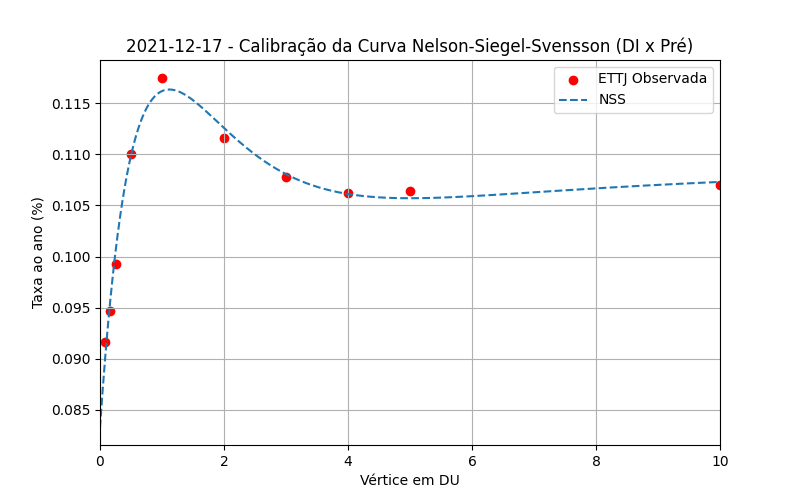 2021-12-17 - Calibração da Curva Nelson-Siegel-Svensson (DI x Pré)
ETTJ Observada
NSS
Taxa ao ano (%)
0.115
0.110
0.105
0.100
0.095
0.090
0.085
0 2 4 6 8 10
Vértice em DU